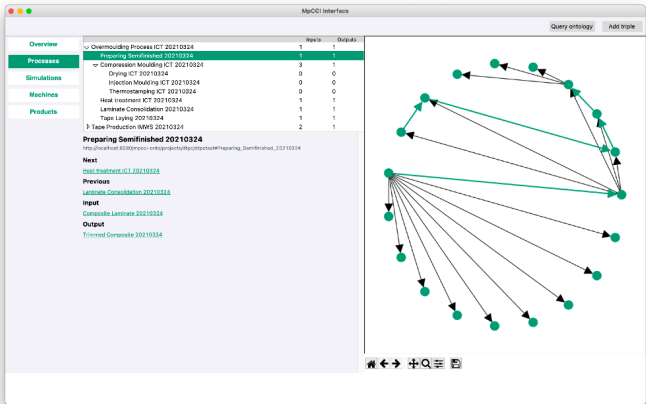 MpCCI Interface
Query ontology Add triple
Overview
Processes
Simulations
Machines
Products
Inputs Outputs
Overmoulding Process ICT 20210324 1 1
Preparing Semifinished 20210324 1 1
Compression Moulding ICT 20210324 3 1
Drying ICT 20210324 0 0
Injection Moulding ICT 20210324 0 0
Thermostamping ICT 20210324 0 0
Heat treatment ICT 20210324 1 1
Laminate Consolidation 20210324 1 1
Tape Laying 20210324 1 1
Tape Production IMWS 20210324 2 1
Preparing Semifinished 20210324
Next
Heat treatment ICT 20210324
Previous
Laminate Consolidation 20210324
Input
Composite Laminate 20210324
Output
Trimmed Composite 20210324